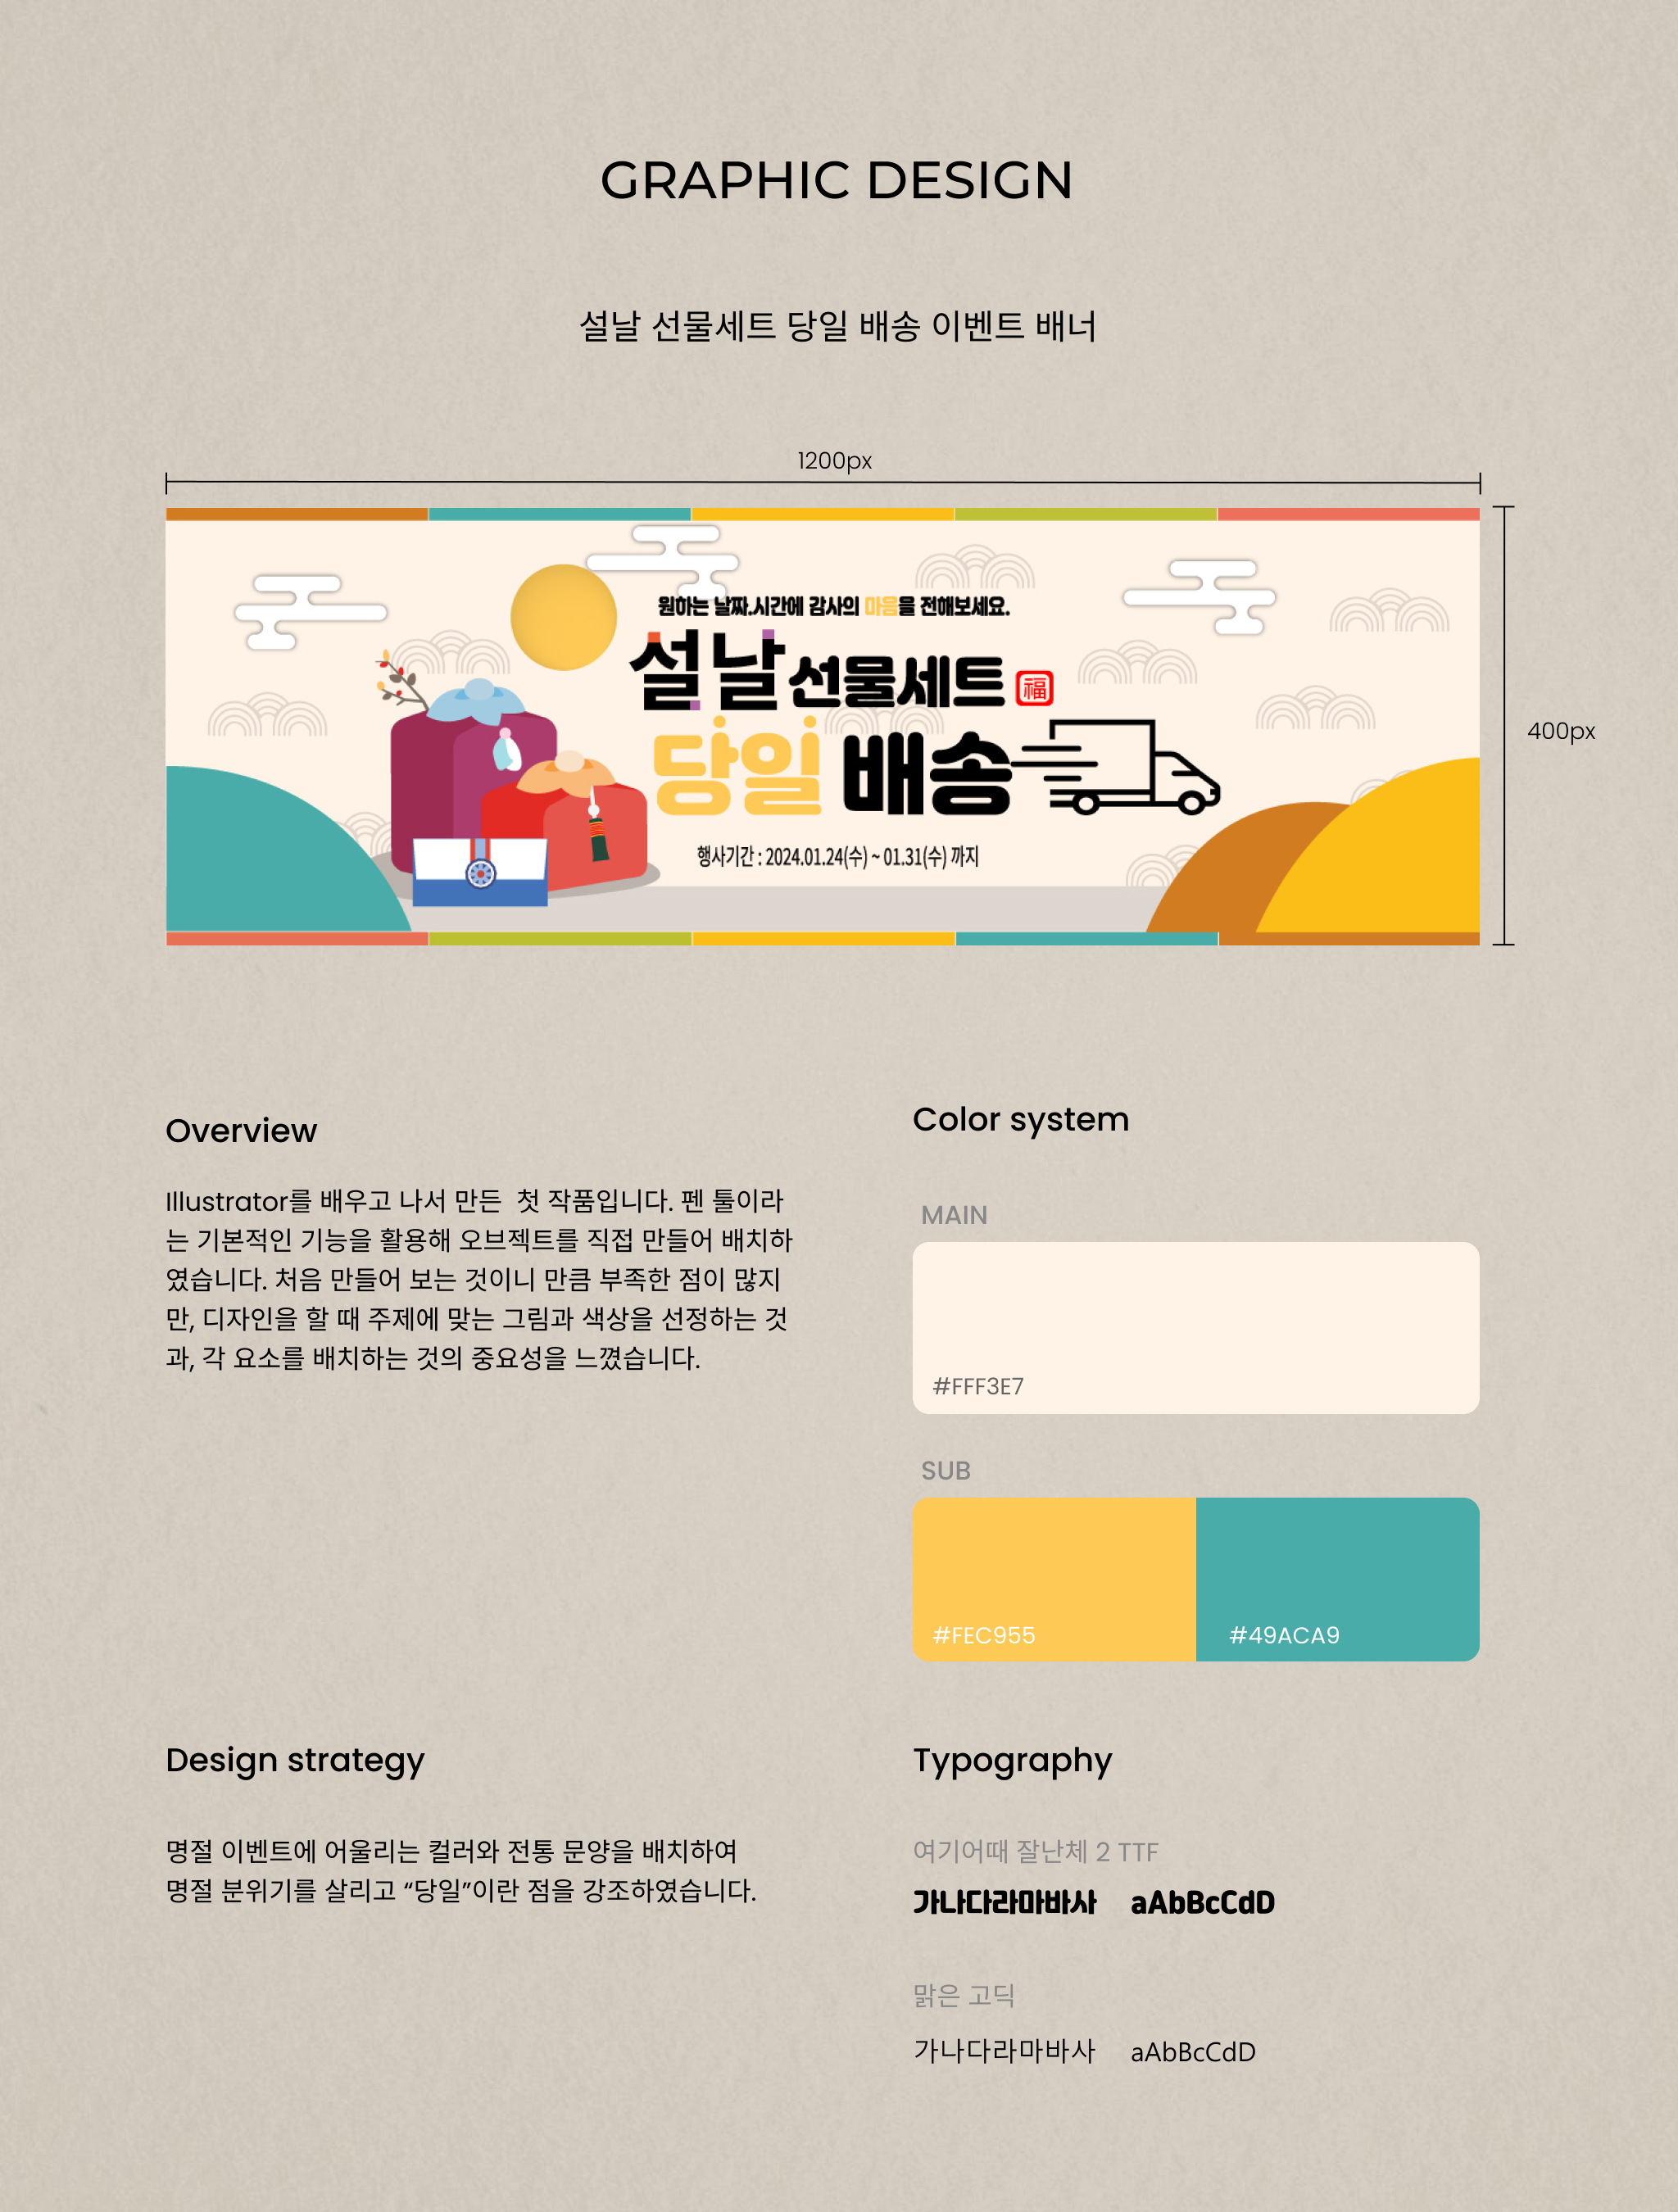 GRAPHIC DESIGN
설날 선물세트 당일 배송 이벤트 배너
1200px
원하는 날짜.시간에 감사의 마음을 전해보세요.
설날선물세트 福
당일 배송
행사기간 : 2024.01.24(수) ~ 01.31(수) 까지
400px
Overview
Illustrator를 배우고 나서 만든  첫 작품입니다. 펜 툴이라
는 기본적인 기능을 활용해 오브젝트를 직접 만들어 배치하
였습니다. 처음 만들어 보는 것이니 만큼 부족한 점이 많지
만, 디자인을 할 때 주제에 맞는 그림과 색상을 선정하는 것
과, 각 요소를 배치하는 것의 중요성을 느꼈습니다.
Color system
MAIN
#FFF3E7
SUB
#FEC955
#49ACA9
Design strategy
명절 이벤트에 어울리는 컬러와 전통 문양을 배치하여
명절 분위기를 살리고 “당일”이란 점을 강조하였습니다.
Typography
여기어때 잘난체 2 TTF
가나다라마바사 aAbBcCdD
맑은 고딕
가나다라마바사 aAbBcCdD